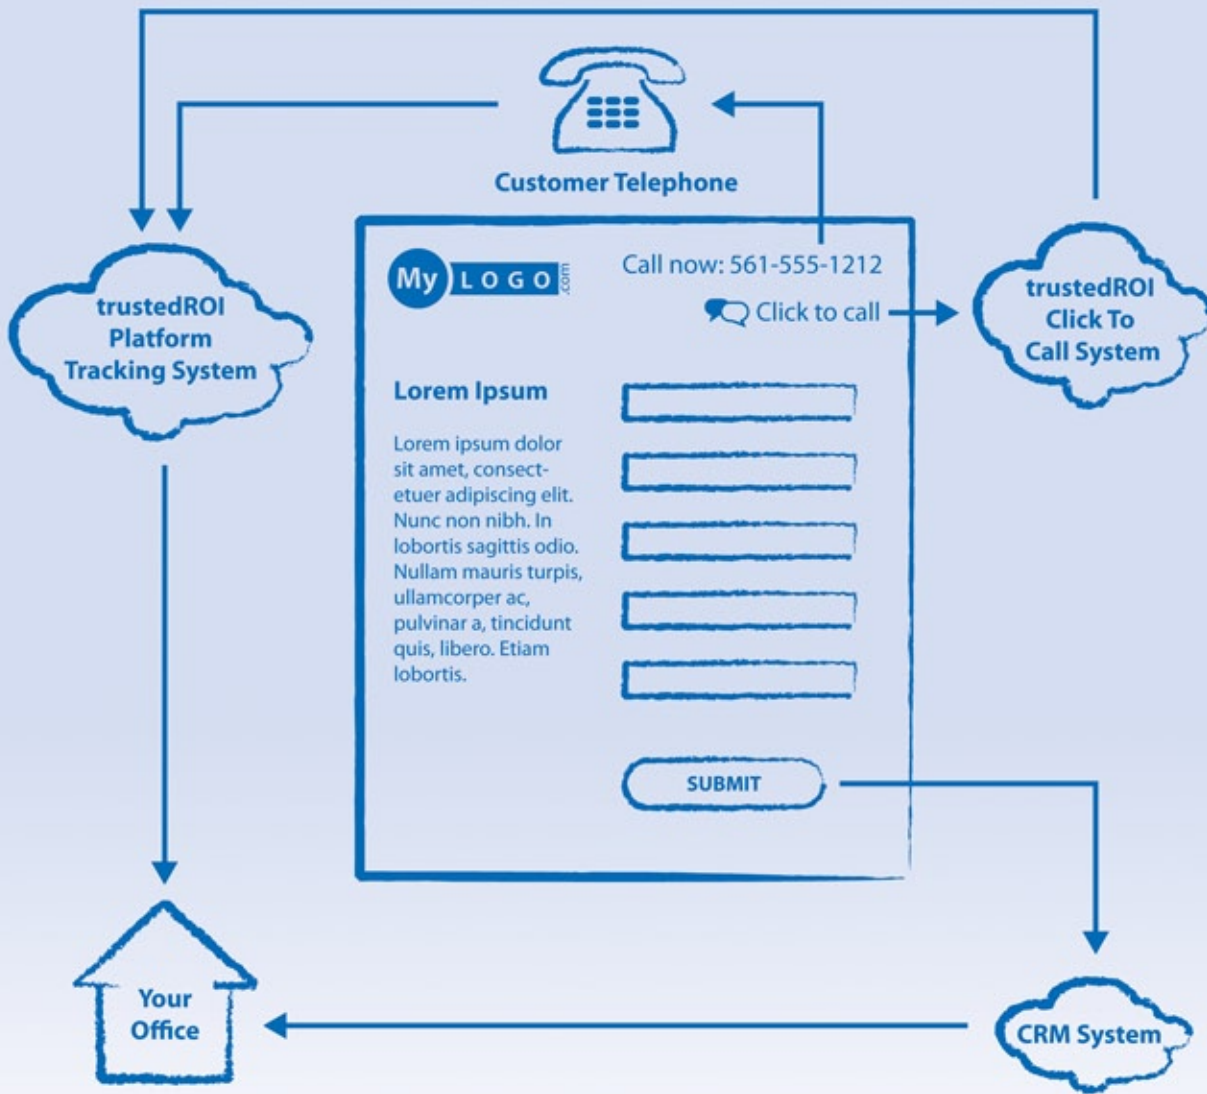 Customer Telephone
My LOGO .com
Call now: 561-555-1212
Click to call
trustedROI
Platform
Tracking System
trustedROI
Click To
Call System
Lorem Ipsum
Lorem ipsum dolor
sit amet, consect-
etuer adipiscing elit.
Nunc non nibh. In
lobortis sagittis odio.
Nullam mauris turpis,
ullamcorper ac,
pulvinar a, tincidunt
quis, libero. Etiam
lobortis.
SUBMIT
Your
Office
CRM System